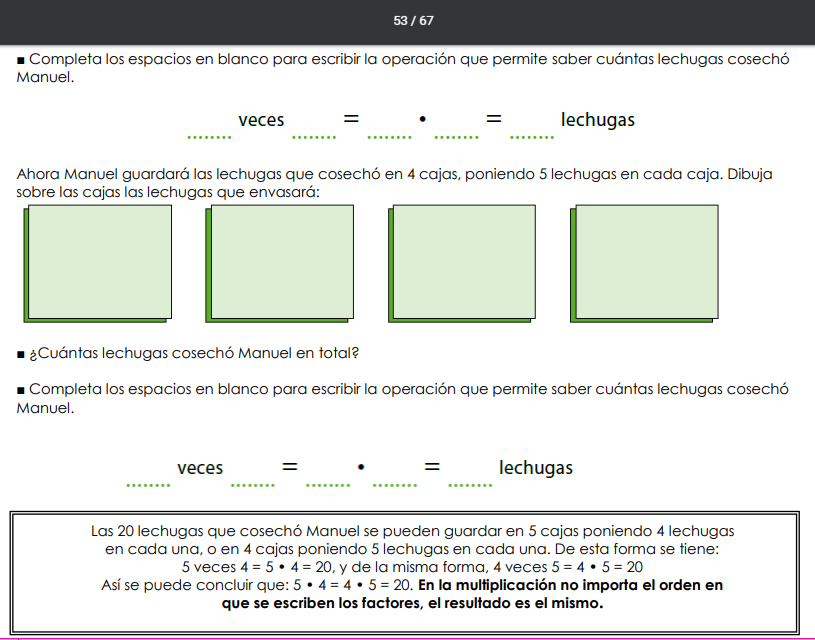 53 / 67
■ Completa los espacios en blanco para escribir la operación que permite saber cuántas lechugas cosechó
Manuel.
........ veces ........ = ........ • ........ = ........ lechugas
Ahora Manuel guardará las lechugas que cosechó en 4 cajas, poniendo 5 lechugas en cada caja. Dibuja
sobre las cajas las lechugas que envasará:
■ ¿Cuántas lechugas cosechó Manuel en total?
■ Completa los espacios en blanco para escribir la operación que permite saber cuántas lechugas cosechó
Manuel.
........ veces ........ = ........ • ........ = ........ lechugas
Las 20 lechugas que cosechó Manuel se pueden guardar en 5 cajas poniendo 4 lechugas
en cada una, o en 4 cajas poniendo 5 lechugas en cada una. De esta forma se tiene:
5 veces 4 = 5 • 4 = 20, y de la misma forma, 4 veces 5 = 4 • 5 = 20
Así se puede concluir que: 5 • 4 = 4 • 5 = 20. En la multiplicación no importa el orden en
que se escriben los factores, el resultado es el mismo.